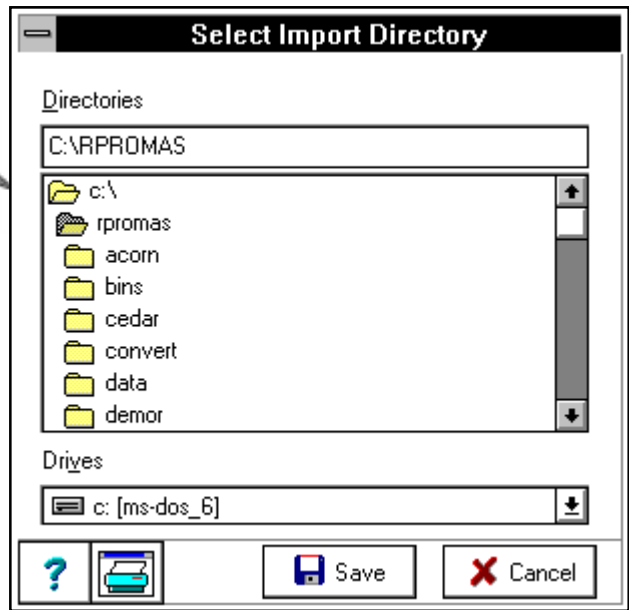 Select Import Directory
Directories
C:\RPROMAS
c:\
rpromas
acorn
bins
cedar
convert
data
demor
Drives
c: [ms-dos_6]
? Save Cancel